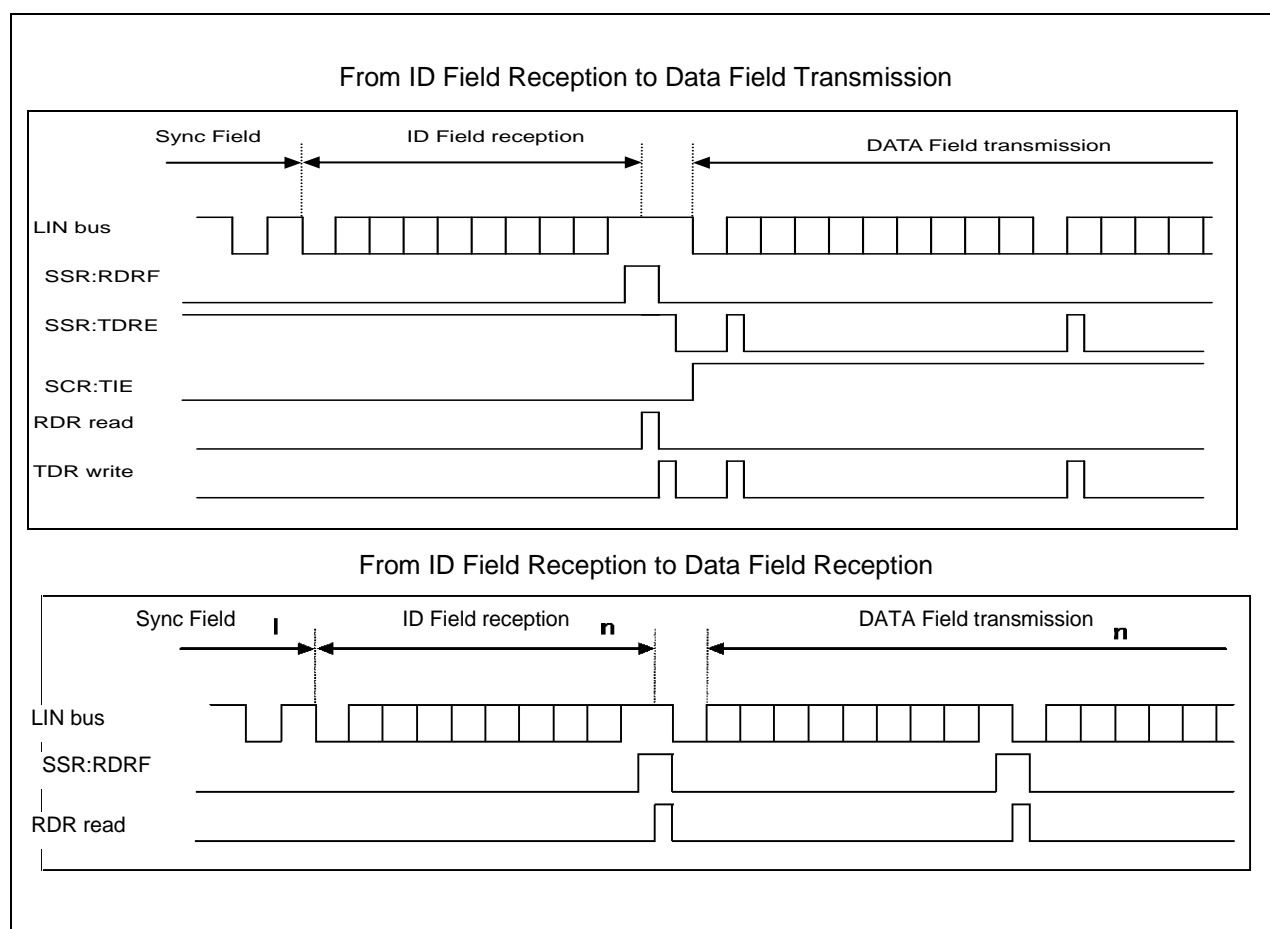 From ID Field Reception to Data Field Transmission
Sync Field
ID Field reception
DATA Field transmission
LIN bus
SSR:RDRF
SSR:TDRE
SCR:TIE
RDR read
TDR write
From ID Field Reception to Data Field Reception
Sync Field l
ID Field reception n
DATA Field transmission n
LIN bus
SSR:RDRF
RDR read